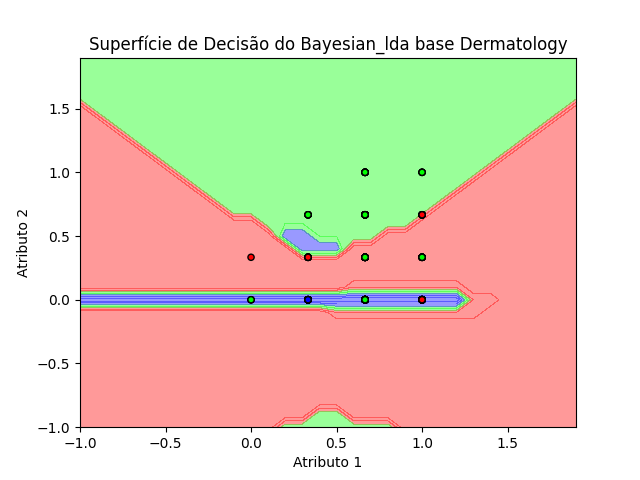 Superfície de Decisão do Bayesian_lda base Dermatology
1.5
1.0
0.5
0.0
−0.5
−1.0
Atributo 2
−1.0 −0.5 0.0 0.5 1.0 1.5
Atributo 1